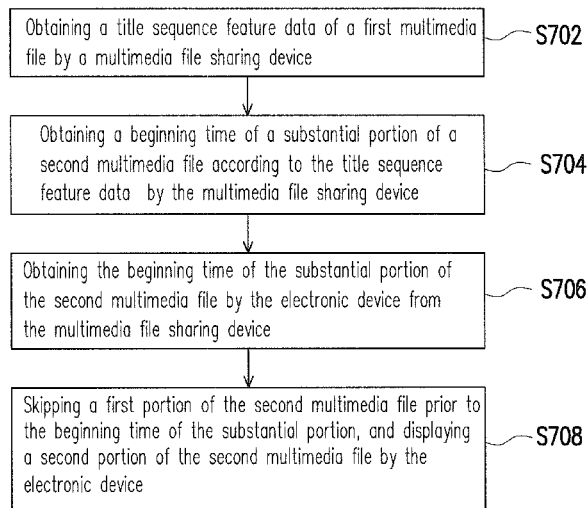 Obtaining a title sequence feature data of a first multimedia
file by a multimedia file sharing device
S702
Obtaining a beginning time of a substantial portion of a
second multimedia file according to the title sequence
feature data by the multimedia file sharing device
S704
Obtaining the beginning time of the substantial portion of
the second multimedia file by the electronic device from
the multimedia file sharing device
S706
Skipping a first portion of the second multimedia file prior to
the beginning time of the substantial portion, and displaying
a second portion of the second multimedia file by the
electronic device
S708